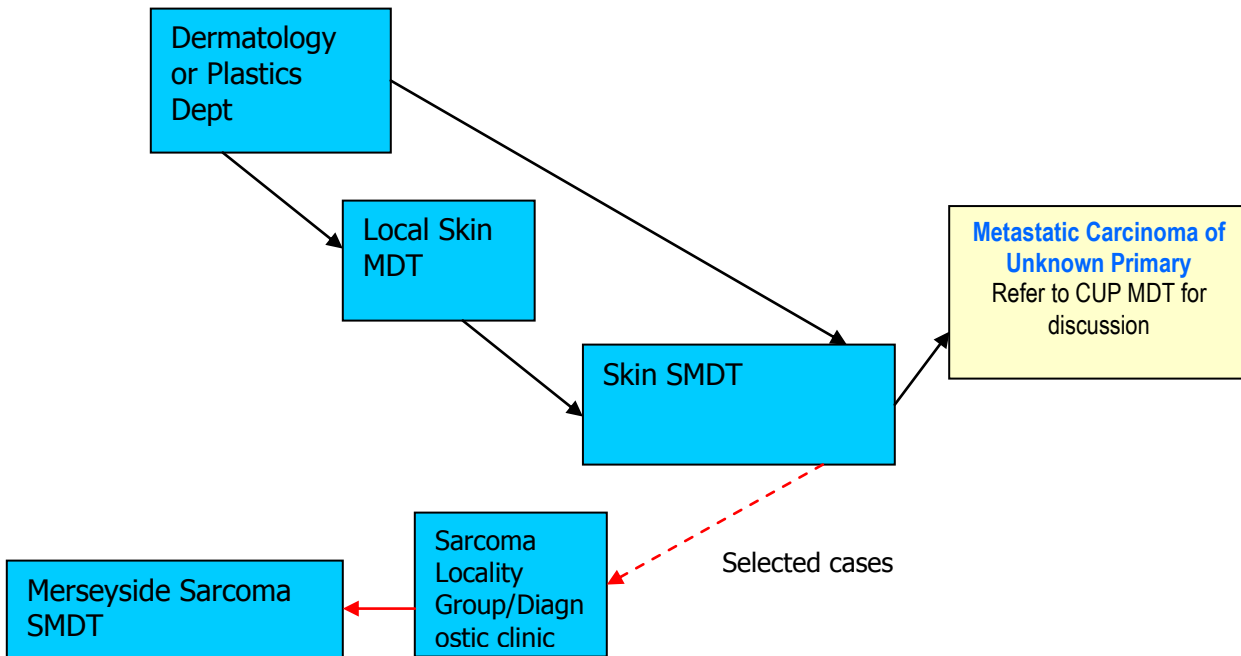 Dermatology
or Plastics
Dept
Local Skin
MDT
Metastatic Carcinoma of
Unknown Primary
Refer to CUP MDT for
discussion
Skin SMDT
Selected cases
Sarcoma
Locality
Group/Diagn
ostic clinic
Merseyside Sarcoma
SMDT